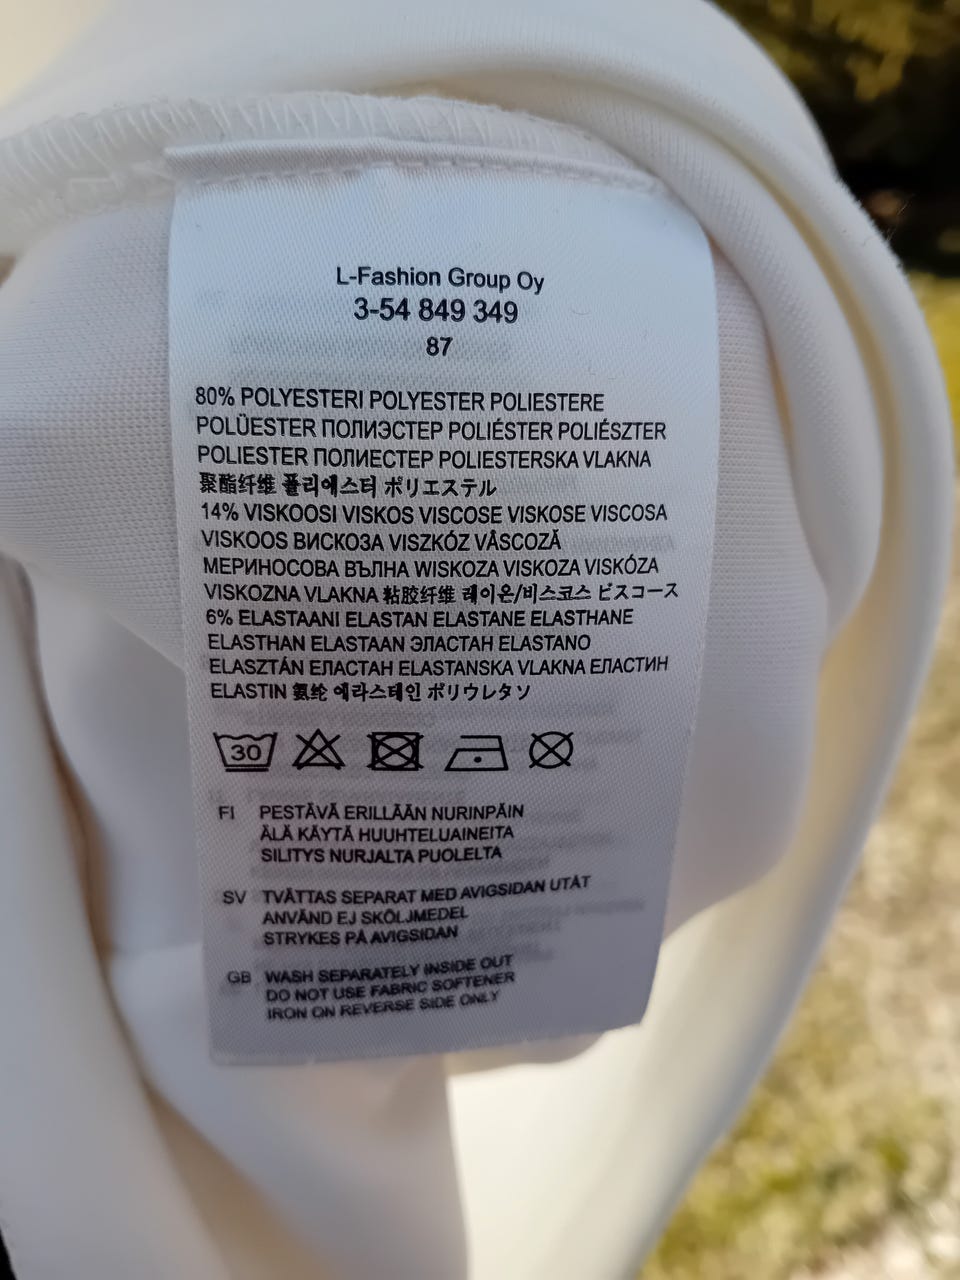 L-Fashion Group Oy
3-54 849 349
87
80% POLYESTERI POLYESTER POLIESTERE
POLÜESTER ПОЛИЭСТЕР POLIÉSTER POLIÉSZTER
POLIESTER ПОЛИЕСТЕР POLIESTERSKA VLAKNA
聚酯纤维 폴리에스터 ポリエステル
14% VISKOOSI VISKOS VISCOSE VISKOSE VISCOSA
VISKOOS ВИСКОЗА VISZKÓZ VÂSCOZĂ
МЕРИНОСОВА ВЪЛНА WISKOZA VISKOZA VISKÓZA
VISKOZNA VLAKNA 粘胶纤维 레이온/비스코스 ビスコース
6% ELASTAANI ELASTAN ELASTANE ELASTHANE
ELASTHAN ELASTAAN ЭЛАСТАН ELASTANO
ELASZTÁN ЕЛАСТАН ELASTANSKA VLAKNA ЕЛАСТИН
ELASTIN 氨纶 에라스테인 ポリウレタソ
30
FI PESTÄVÄ ERILLÄÄN NURINPÄIN
ÄLÄ KÄYTÄ HUUHTELUAINEITA
SILITYS NURJALTA PUOLELTA
SV TVÄTTAS SEPARAT MED AVIGSIDAN UTÅT
ANVÄND EJ SKÖLJMEDEL
STRYKES PÅ AVIGSIDAN
GB WASH SEPARATELY INSIDE OUT
DO NOT USE FABRIC SOFTENER
IRON ON REVERSE SIDE ONLY